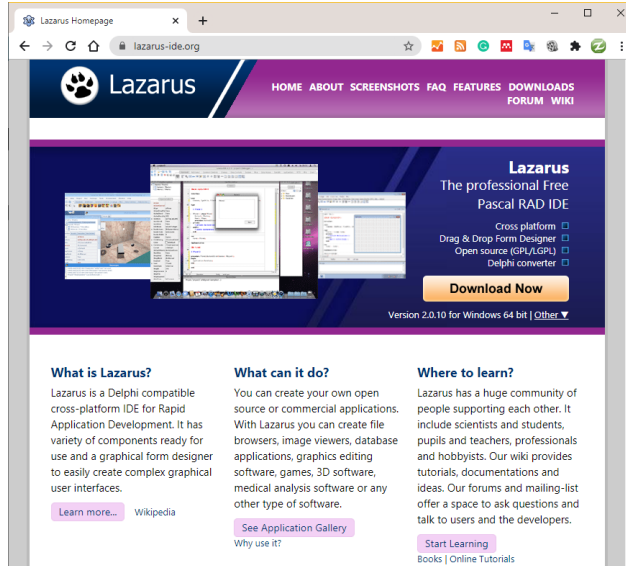 Lazarus Homepage
lazarus-ide.org
Lazarus
HOME ABOUT SCREENSHOTS FAQ FEATURES DOWNLOADS
FORUM WIKI
Lazarus
The professional Free
Pascal RAD IDE
Cross platform
Drag & Drop Form Designer
Open source (GPL/LGPL)
Delphi converter
Download Now
Version 2.0.10 for Windows 64 bit | Other ▼
What is Lazarus?
Lazarus is a Delphi compatible
cross-platform IDE for Rapid
Application Development. It has
variety of components ready for
use and a graphical form designer
to easily create complex graphical
user interfaces.
Learn more...
Wikipedia
What can it do?
You can create your own open
source or commercial applications.
With Lazarus you can create file
browsers, image viewers, database
applications, graphics editing
software, games, 3D software,
medical analysis software or any
other type of software.
See Application Gallery
Why use it?
Where to learn?
Lazarus has a huge community of
people supporting each other. It
include scientists and students,
pupils and teachers, professionals
and hobbyists. Our wiki provides
tutorials, documentations and
ideas. Our forums and mailing-list
offer a space to ask questions and
talk to users and the developers.
Start Learning
Books | Online Tutorials